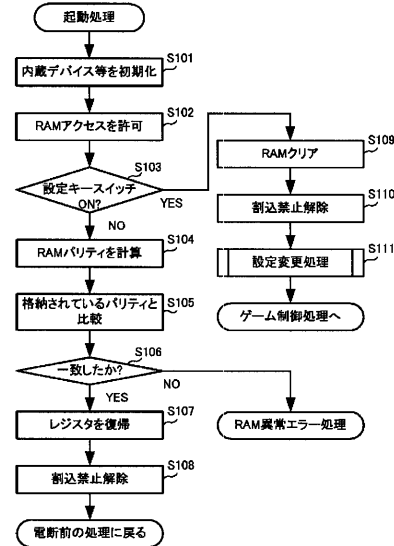 起動処理
S101
内蔵デバイス等を初期化
S102
RAMアクセスを許可
S103
設定キースイッチ
ON?
YES
NO
S104
RAMパリティを計算
S105
格納されているパリティと
比較
S106
一致したか?
NO
YES
S107
レジスタを復帰
S108
割込禁止解除
電断前の処理に戻る
S109
RAMクリア
S110
割込禁止解除
S111
設定変更処理
ゲーム制御処理へ
RAM異常エラー処理